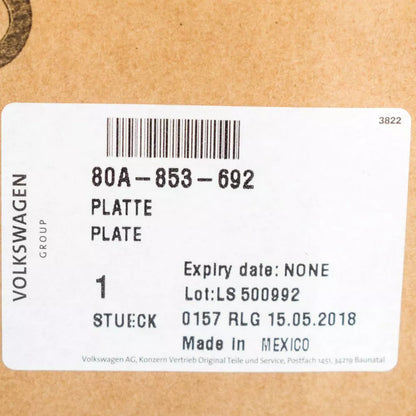 3822
80A-853-692
PLATTE
PLATE
VOLKSWAGEN
GROUP
1
STUECK
Expiry date: NONE
Lot:LS 500992
0157 RLG 15.05.2018
Made in MEXICO
Volkswagen AG, Konzern Vertrieb Original Teile und Service, Postfach 1451, 34219 Baunatal